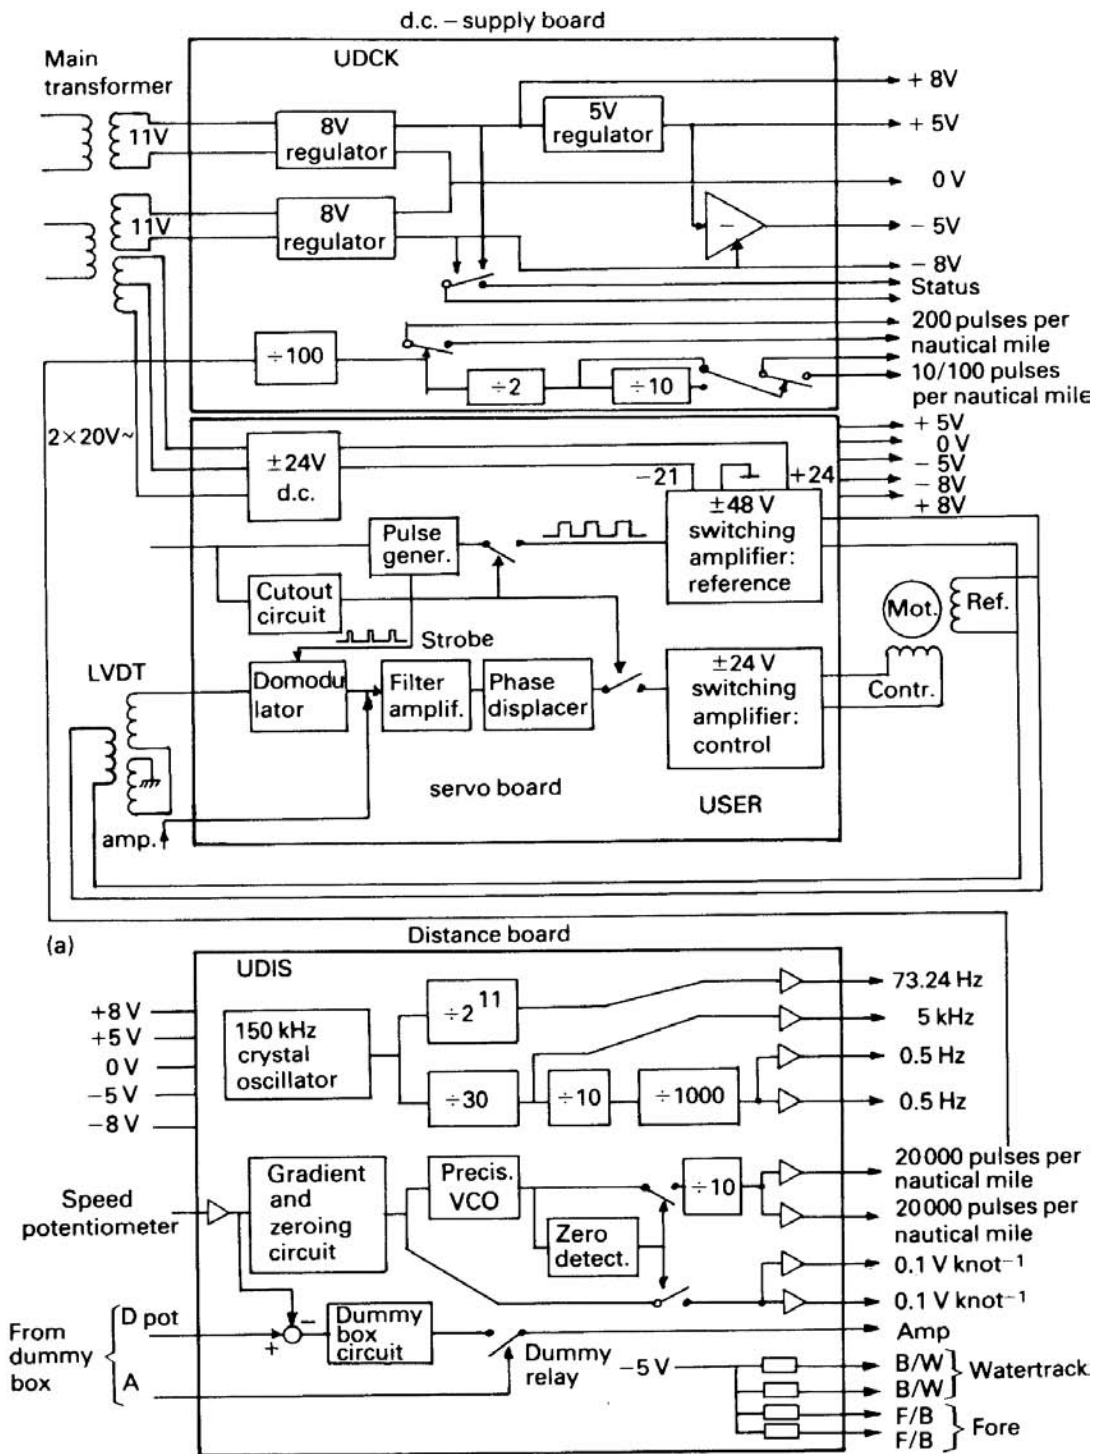 d.c. – supply board
UDCK
Main
transformer
11V
8V
regulator
5V
regulator
+ 8V
+ 5V
0 V
11V
8V
regulator
−
− 5V
− 8V
Status
÷100
÷2
÷10
200 pulses per
nautical mile
10/100 pulses
per nautical mile
2×20V~
±24V
d.c.
−21
+24
+ 5V
0 V
− 5V
− 8V
+ 8V
Pulse
gener.
±48 V
switching
amplifier:
reference
Cutout
circuit
Strobe
Mot.
Ref.
LVDT
Domodu
lator
Filter
amplif.
Phase
displacer
±24 V
switching
amplifier:
control
Contr.
servo board
USER
amp.
(a)
Distance board
UDIS
+8 V
+5 V
0 V
−5 V
−8 V
150 kHz
crystal
oscillator
÷2¹¹
÷30
÷10
÷1000
73.24 Hz
5 kHz
0.5 Hz
0.5 Hz
Speed
potentiometer
Gradient
and
zeroing
circuit
Precis.
VCO
Zero
detect.
÷10
20 000 pulses per
nautical mile
20 000 pulses per
nautical mile
0.1 V knot⁻¹
0.1 V knot⁻¹
From
dummy
box
D pot
A
−
+
Dummy
box
circuit
Dummy
relay
Amp
−5 V
B/W
B/W
Watertrack
F/B
F/B
Fore